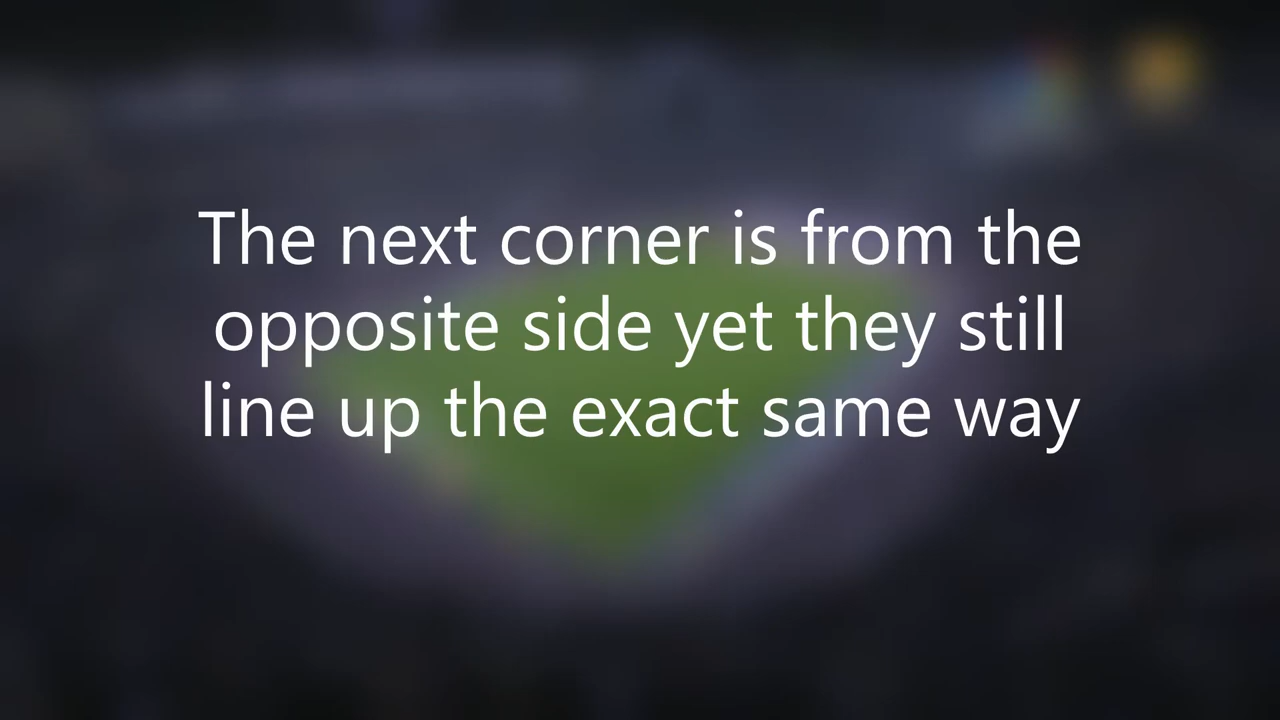 The next corner is from the
opposite side yet they still
line up the exact same way